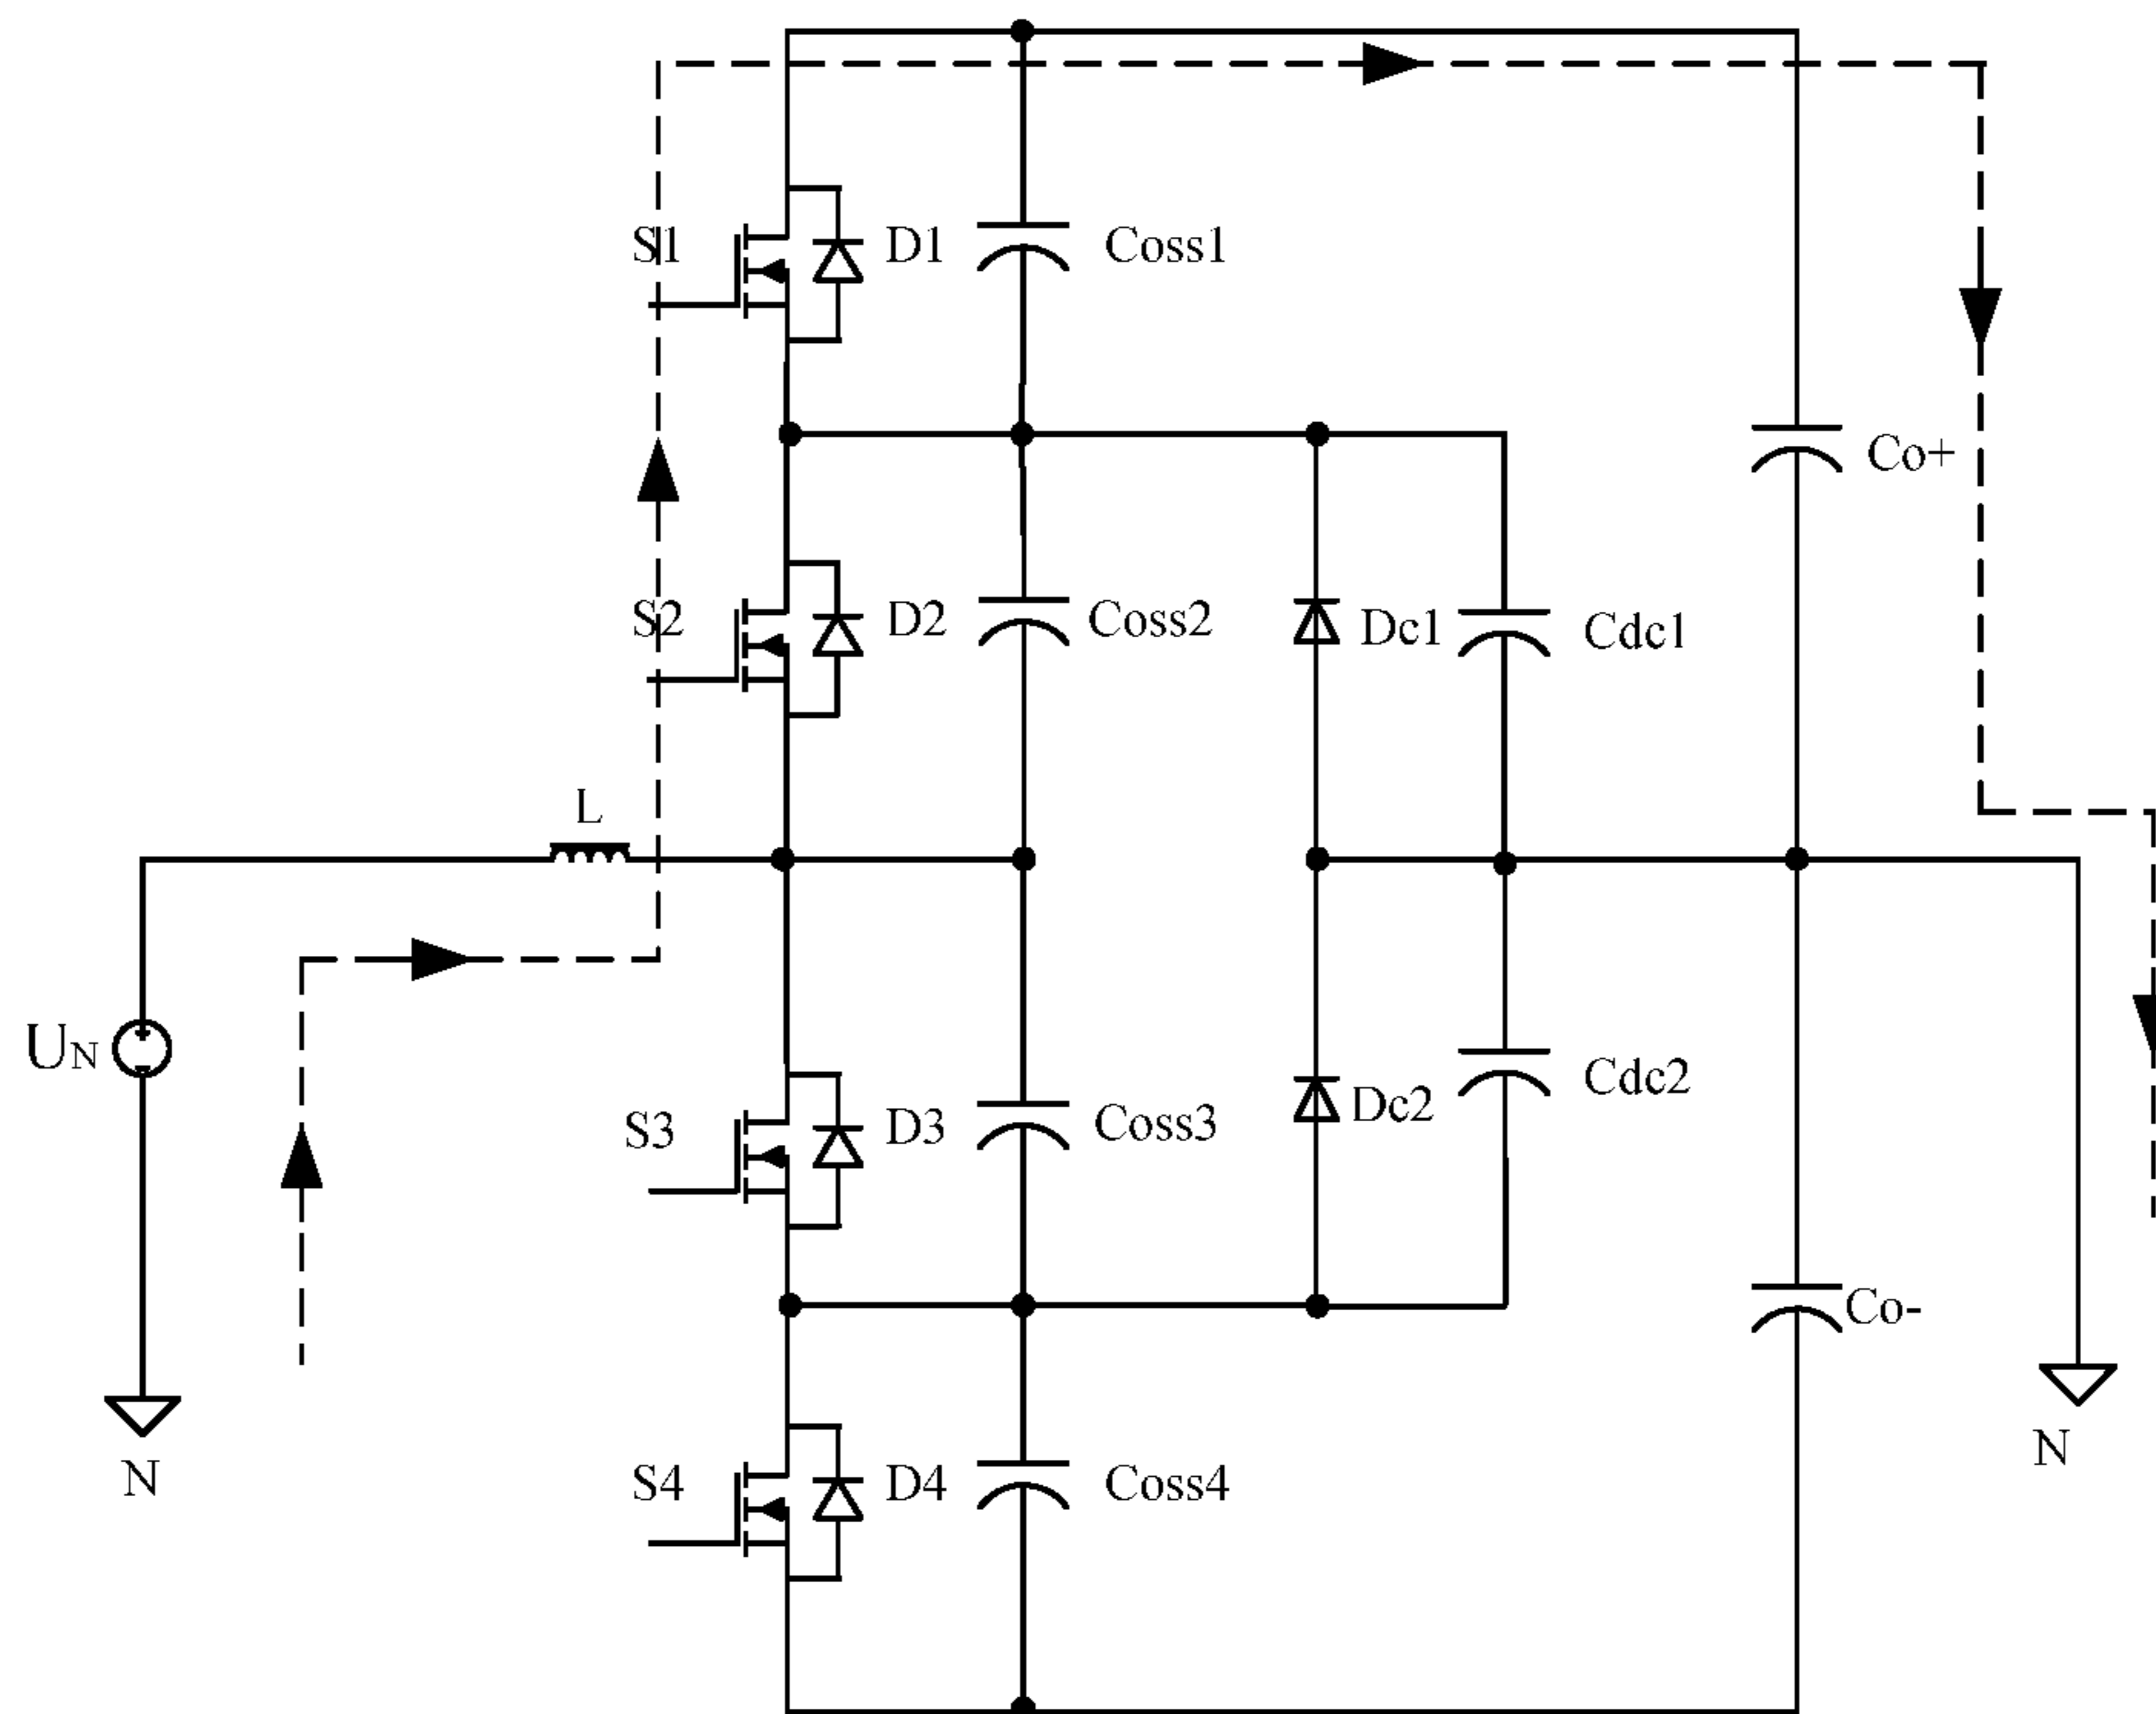 S1 D1 Coss1
Co+
S2 D2 Coss2 Dc1 Cdc1
L
UN
S3 D3 Coss3 Dc2 Cdc2
Co-
N
N
S4 D4 Coss4